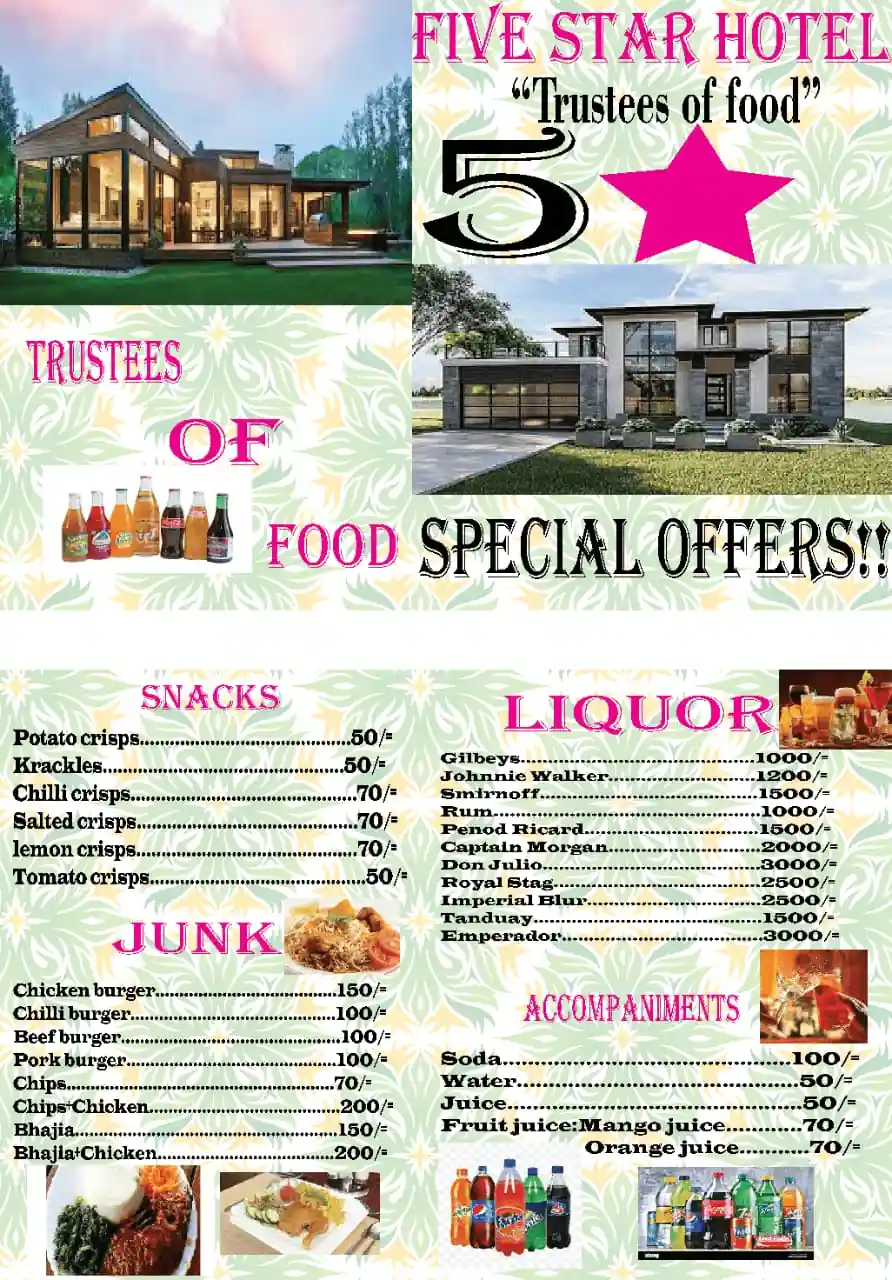 FIVE STAR HOTEL
“Trustees of food”
5
TRUSTEES
OF
FOOD
SPECIAL OFFERS!!
SNACKS
Potato crisps..........................................50/=
Krackles................................................50/=
Chilli crisps.............................................70/=
Salted crisps............................................70/=
lemon crisps............................................70/=
Tomato crisps...........................................50/=
JUNK
Chicken burger....................................150/=
Chilli burger.........................................100/=
Beef burger............................................100/=
Pork burger..........................................100/=
Chips.....................................................70/=
Chips+Chicken......................................200/=
Bhajia....................................................150/=
Bhajia+Chicken...................................200/=
LIQUOR
Gilbeys.............................................1000/=
Johnnie Walker............................1200/=
Smirnoff..........................................1500/=
Rum...................................................1000/=
Penod Ricard.................................1500/=
Captain Morgan.............................2000/=
Don Julio..........................................3000/=
Royal Stag........................................2500/=
Imperial Blur.................................2500/=
Tanduay............................................1500/=
Emperador......................................3000/=
ACCOMPANIMENTS
Soda..........................................100/=
Water........................................50/=
Juice..........................................50/=
Fruit juice:Mango juice...........70/=
Orange juice...........70/=